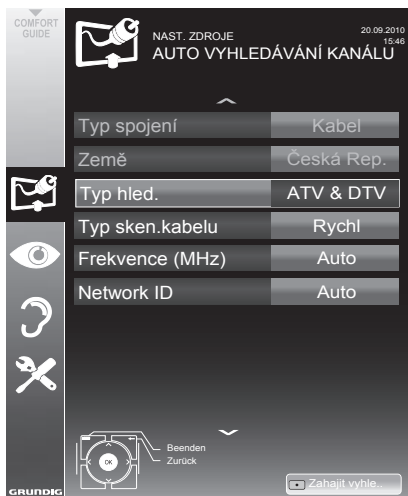 COMFORT
GUIDE
NAST. ZDROJE
20.09.2010
15:46
AUTO VYHLEDÁVÁNÍ KANÁLU
Typ spojení Kabel
Země Česká Rep.
Typ hled. ATV & DTV
Typ sken.kabelu Rychl
Frekvence (MHz) Auto
Network ID Auto
OK
Beenden
Zurück
Zahajit vyhle..
GRUNDIG